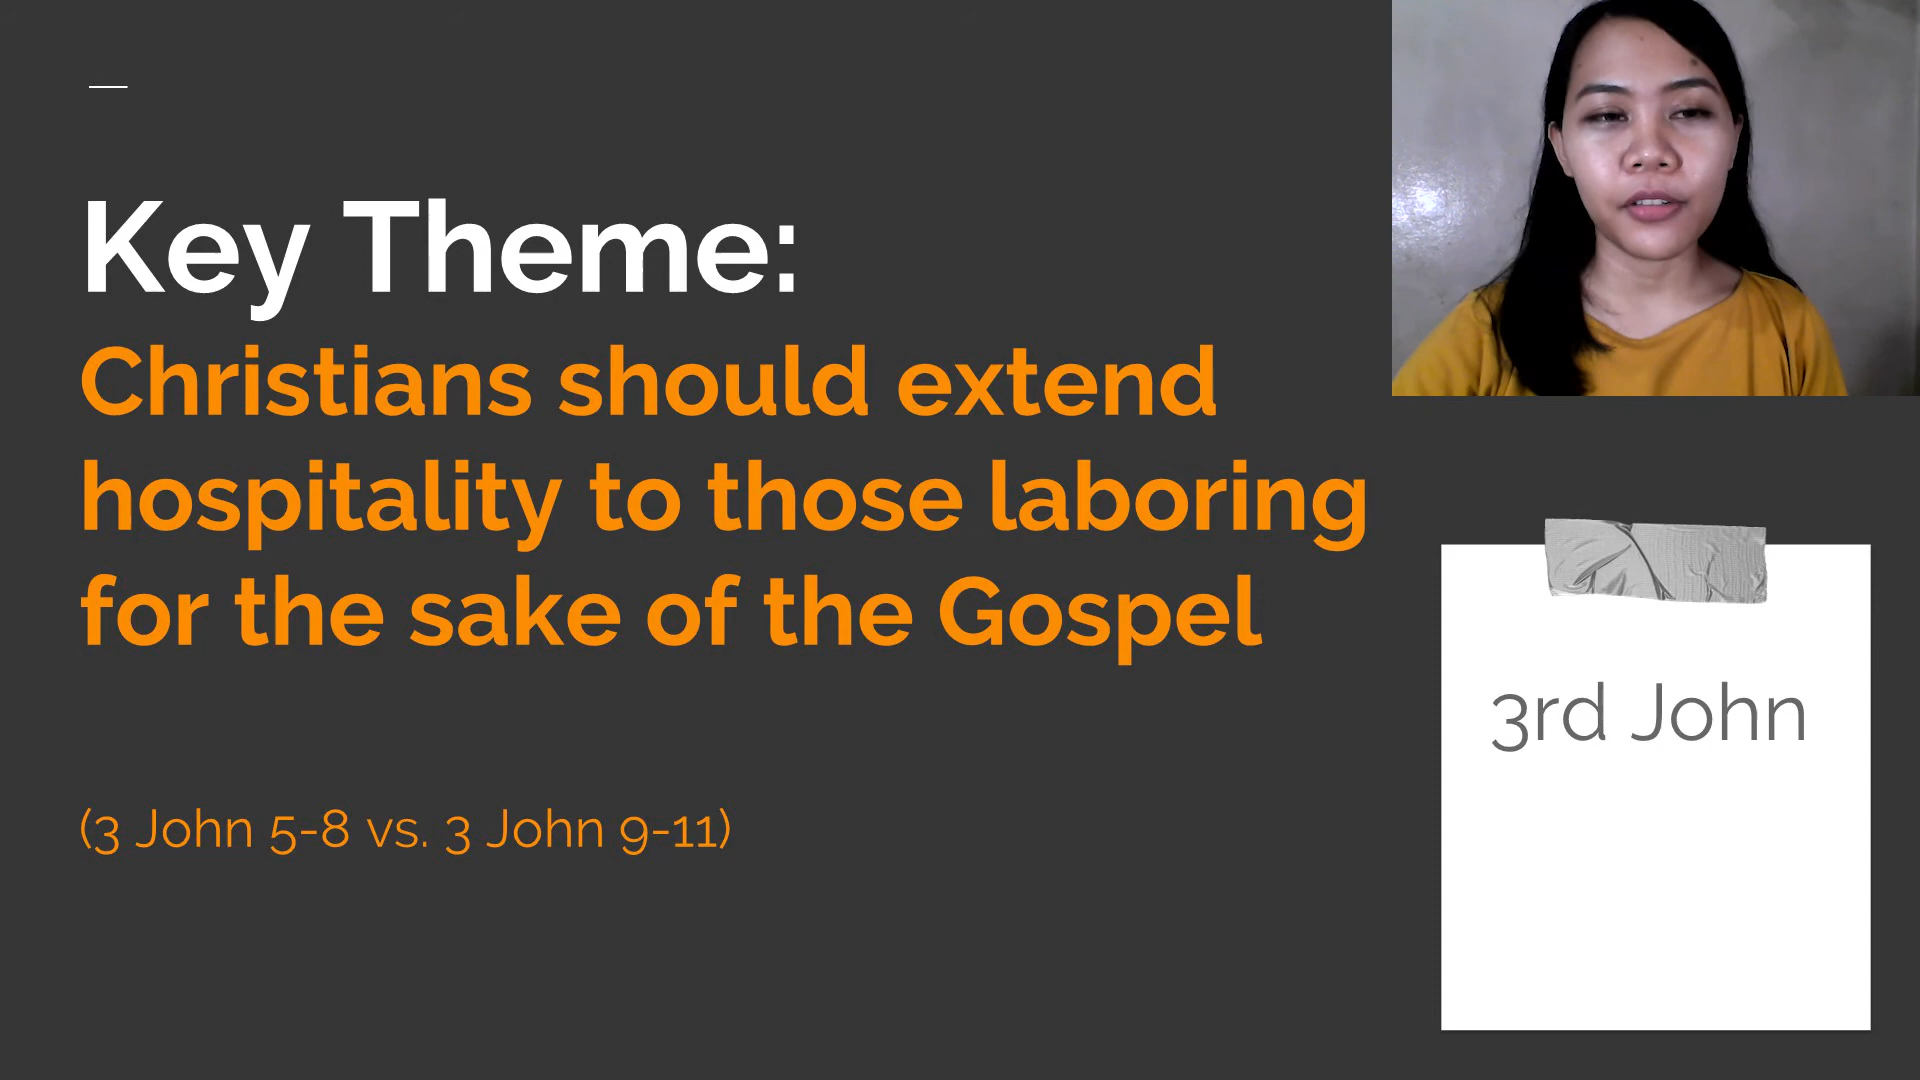 Key Theme:
Christians should extend
hospitality to those laboring
for the sake of the Gospel
(3 John 5-8 vs. 3 John 9-11)
3rd John